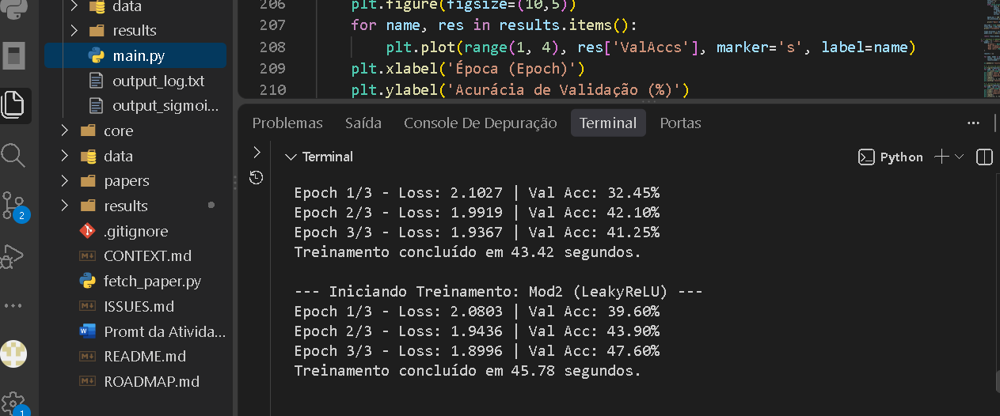 data
results
main.py
output_log.txt
output_sigmoi...
core
data
papers
results
.gitignore
CONTEXT.md
fetch_paper.py
ISSUES.md
Promt da Ativida...
README.md
ROADMAP.md
2
1
206 plt.figure(figsize=(10,5))
207 for name, res in results.items():
208 plt.plot(range(1, 4), res['ValAccs'], marker='s', label=name)
209 plt.xlabel('Época (Epoch)')
210 plt.ylabel('Acurácia de Validação (%)')
Problemas Saída Console De Depuração Terminal Portas
Terminal
Python
Epoch 1/3 - Loss: 2.1027 | Val Acc: 32.45%
Epoch 2/3 - Loss: 1.9919 | Val Acc: 42.10%
Epoch 3/3 - Loss: 1.9367 | Val Acc: 41.25%
Treinamento concluído em 43.42 segundos.
--- Iniciando Treinamento: Mod2 (LeakyReLU) ---
Epoch 1/3 - Loss: 2.0803 | Val Acc: 39.60%
Epoch 2/3 - Loss: 1.9436 | Val Acc: 43.90%
Epoch 3/3 - Loss: 1.8996 | Val Acc: 47.60%
Treinamento concluído em 45.78 segundos.